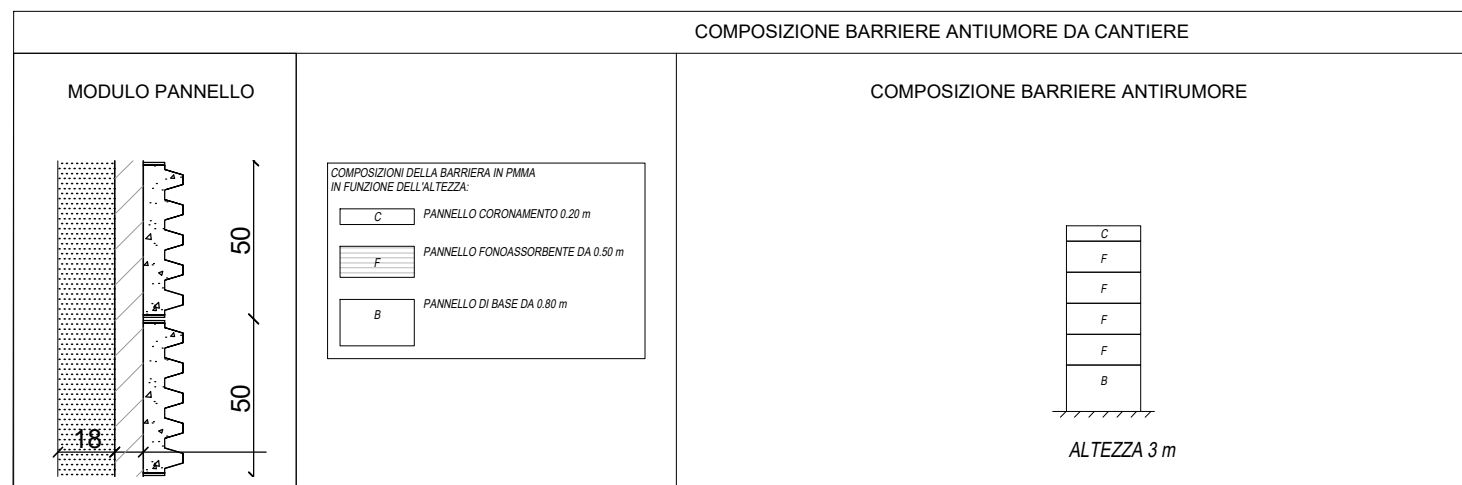 COMPOSIZIONE BARRIERE ANTIUMORE DA CANTIERE
MODULO PANNELLO
50
50
18
COMPOSIZIONI DELLA BARRIERA IN PMMA
IN FUNZIONE DELL'ALTEZZA:
C PANNELLO CORONAMENTO 0.20 m
F PANNELLO FONOASSORBENTE DA 0.50 m
B PANNELLO DI BASE DA 0.80 m
COMPOSIZIONE BARRIERE ANTIRUMORE
C
F
F
F
F
B
ALTEZZA 3 m